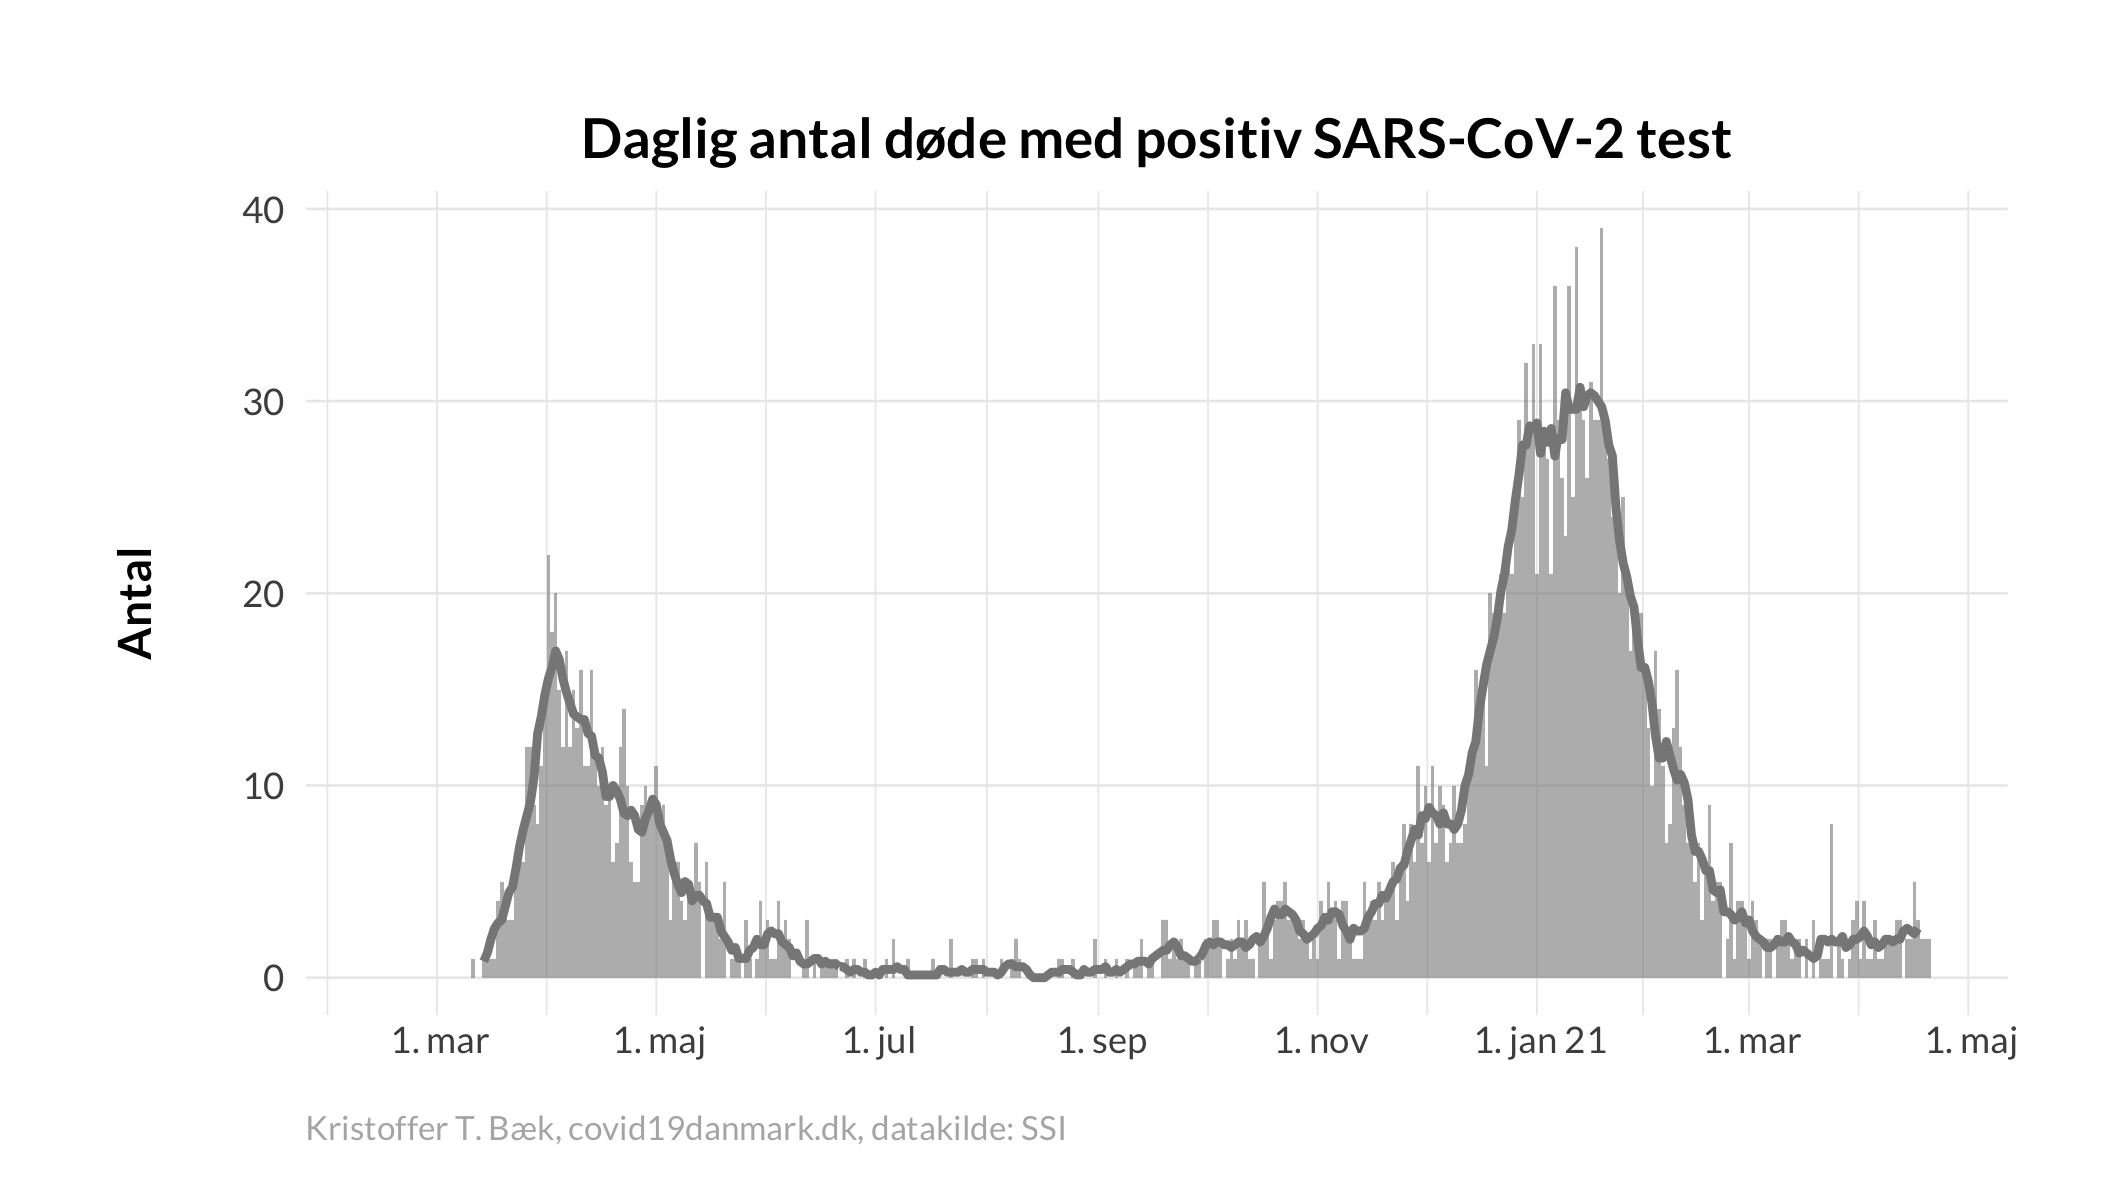 Daglig antal døde med positiv SARS-CoV-2 test
Antal
40
30
20
10
0
1. mar 1. maj 1. jul 1. sep 1. nov 1. jan 21 1. mar 1. maj
Kristoffer T. Bæk, covid19danmark.dk, datakilde: SSI